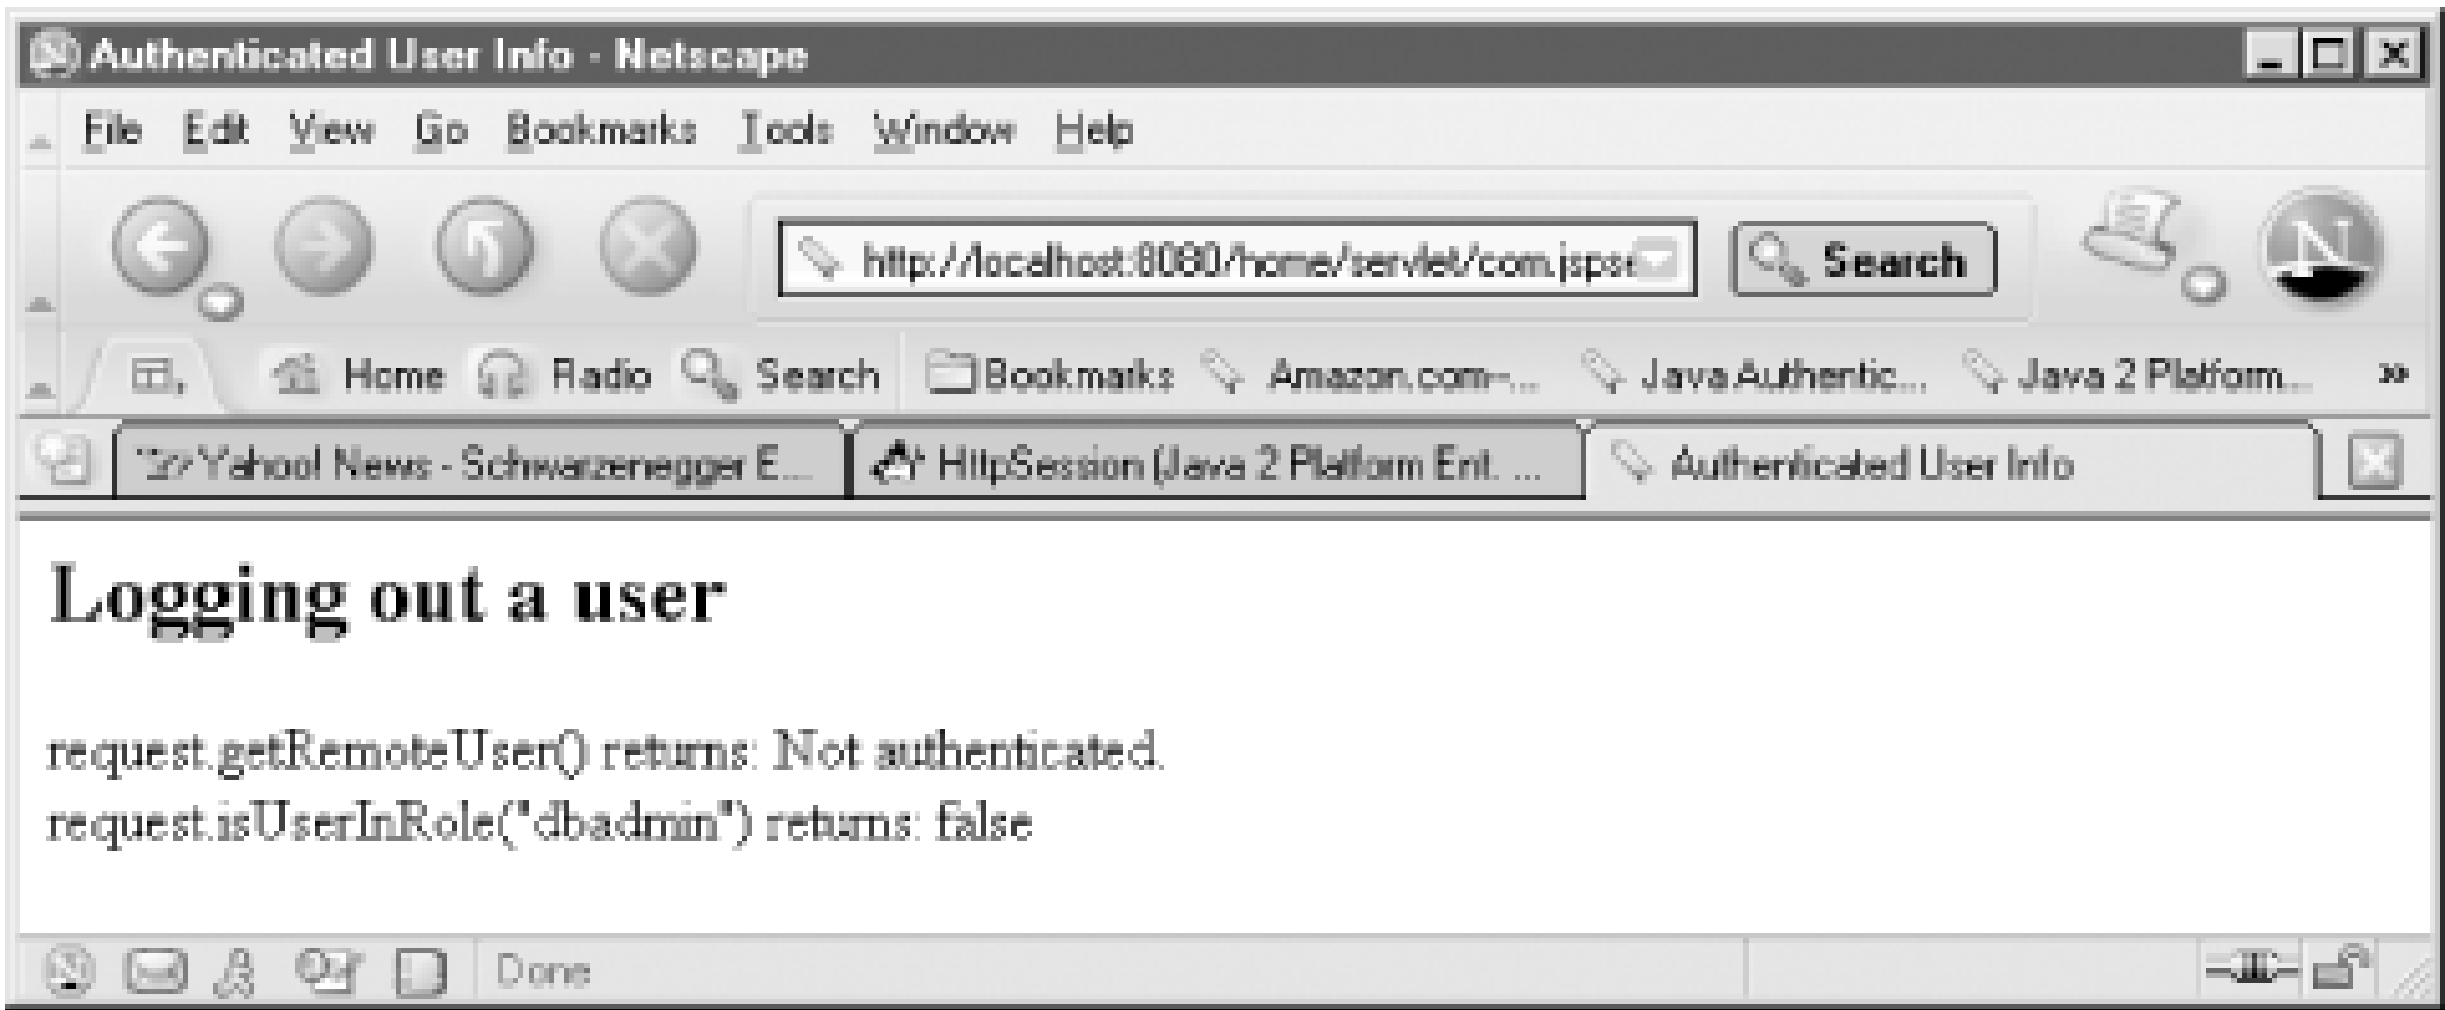 Authenticated User Info - Netscape
File Edit View Go Bookmarks Tools Window Help
http://localhost:8080/home/servlet/com.jspse Search
Home Radio Search Bookmarks Amazon.com--... Java Authentic... Java 2 Platform... »
Yahoo! News - Schwarzenegger E... HttpSession (Java 2 Platform Ent. ... Authenticated User Info
Logging out a user
request.getRemoteUser() returns: Not authenticated.
request.isUserInRole("dbadmin") returns: false
Done